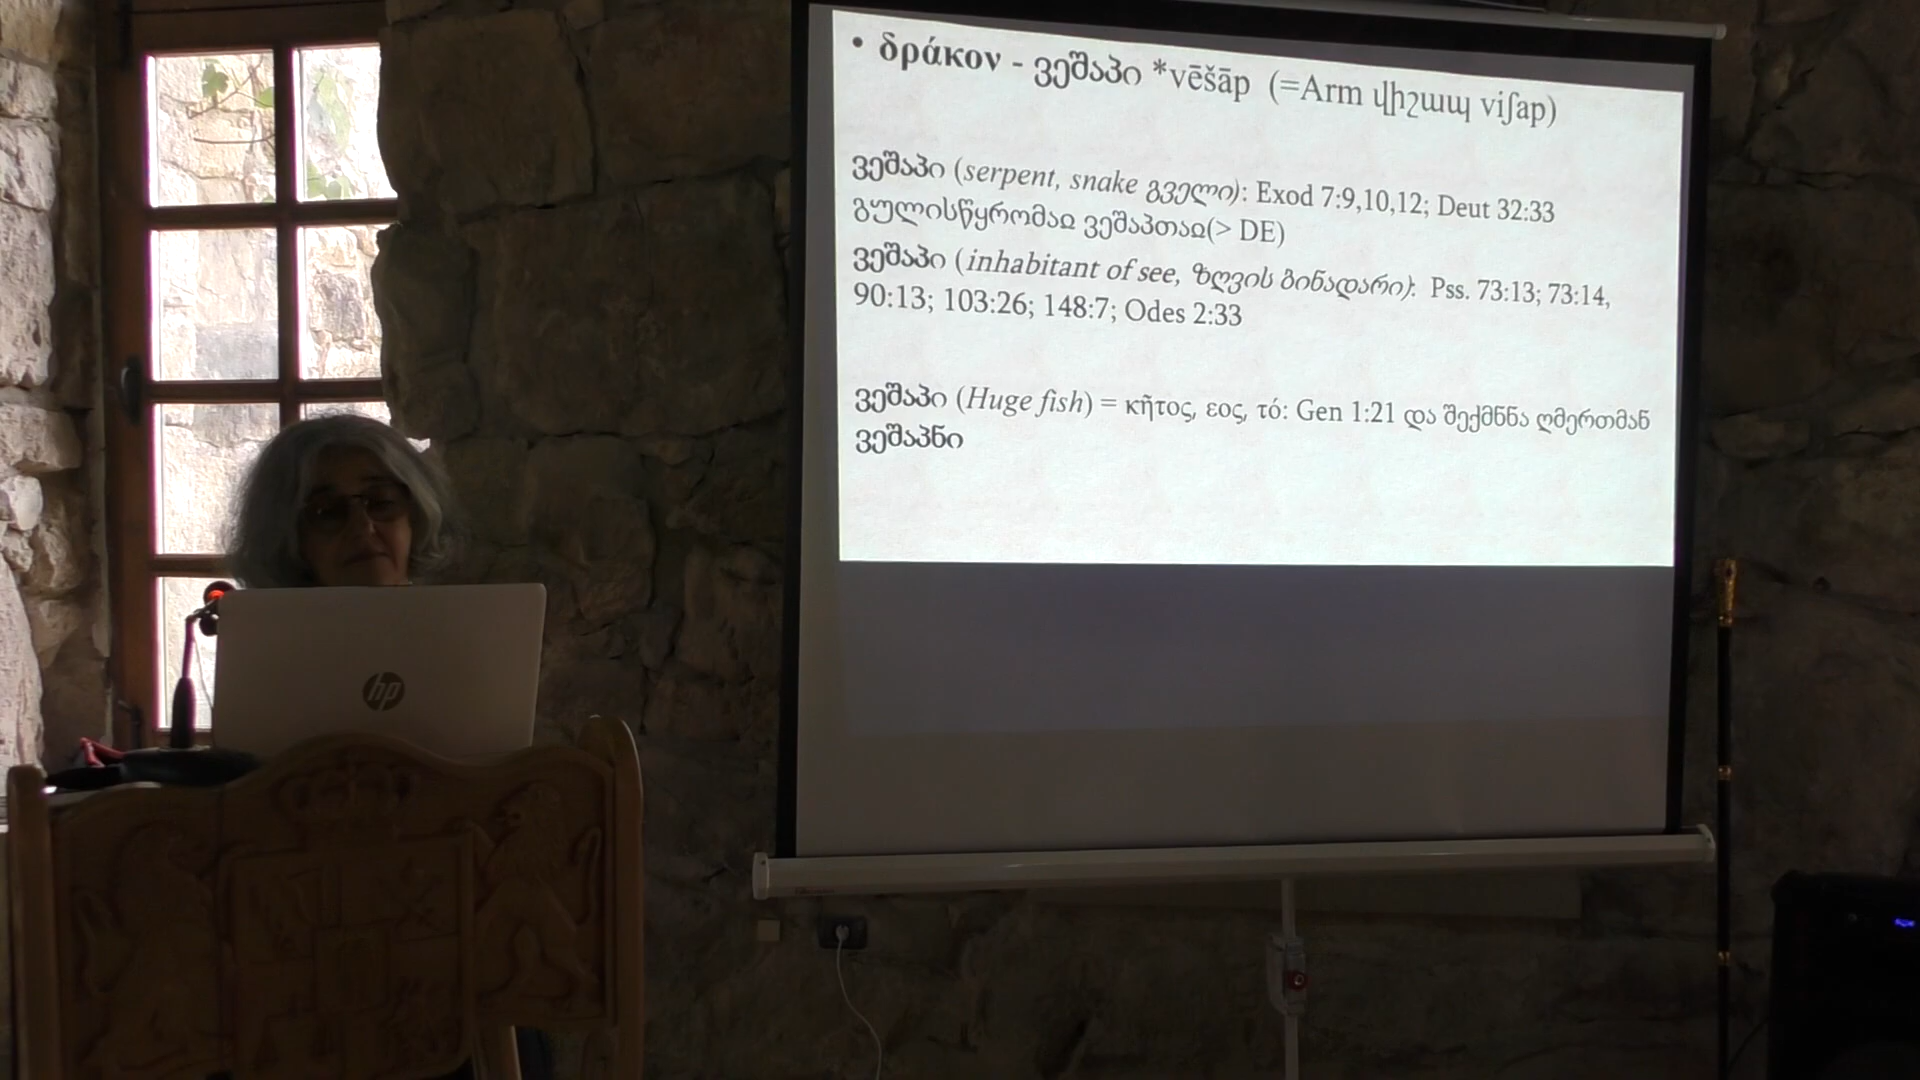 • δράκον - ვეშაპი *vēšāp (=Arm վիշապ viʃap)
ვეშაპი (serpent, snake გველი): Exod 7:9,10,12; Deut 32:33
გულისწყრომაჲ ვეშაპთაჲ(> DE)
ვეშაპი (inhabitant of see, ზღვის ბინადარი): Pss. 73:13; 73:14,
90:13; 103:26; 148:7; Odes 2:33
ვეშაპი (Huge fish) = κῆτος, εος, τό: Gen 1:21 და შექმნნა ღმერთმან
ვეშაპნი
hp